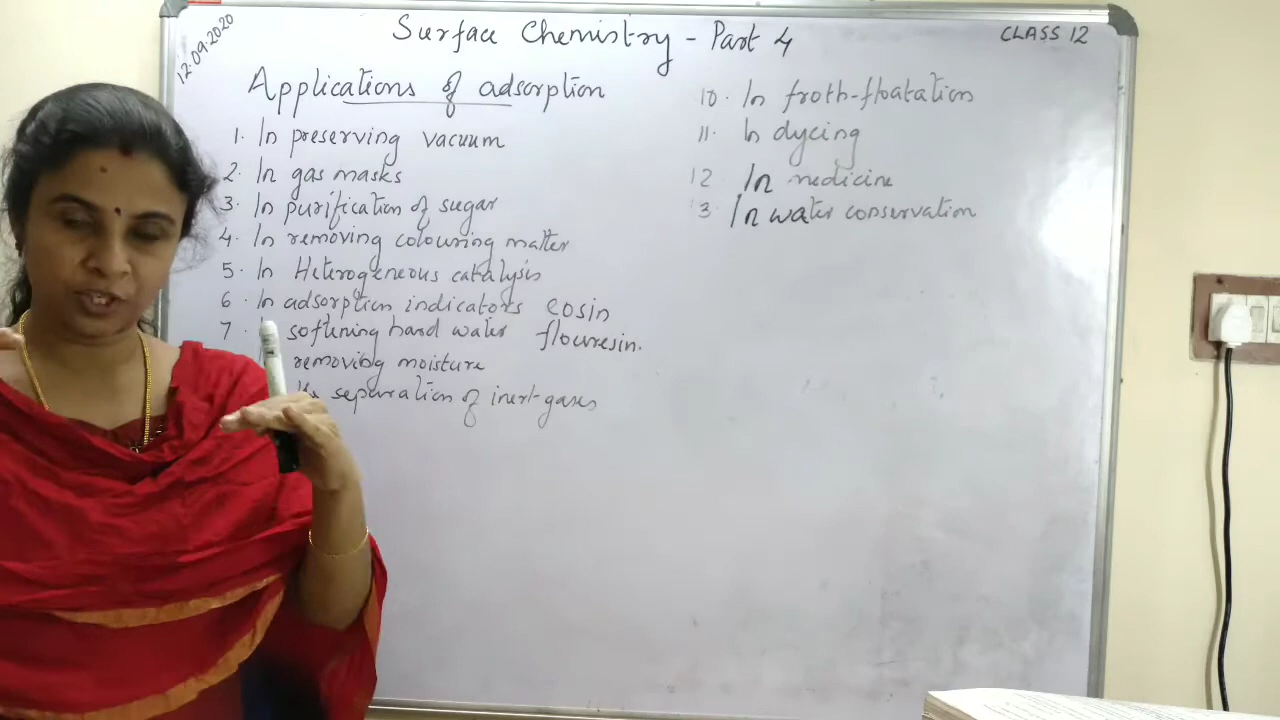 12.09.2020
Surface Chemistry - Part 4
CLASS 12
Applications of adsorption
1. In preserving vacuum
2. In gas masks
3. In purification of sugar
4. In removing colouring matter
5. In Heterogeneous catalysis
6. In adsorption indicators eosin
7. softening hard water flouresin.
removing moisture
separation of inert gases
10. In froth-floatation
11. In dycing
12 In medicine
3. In water conservation